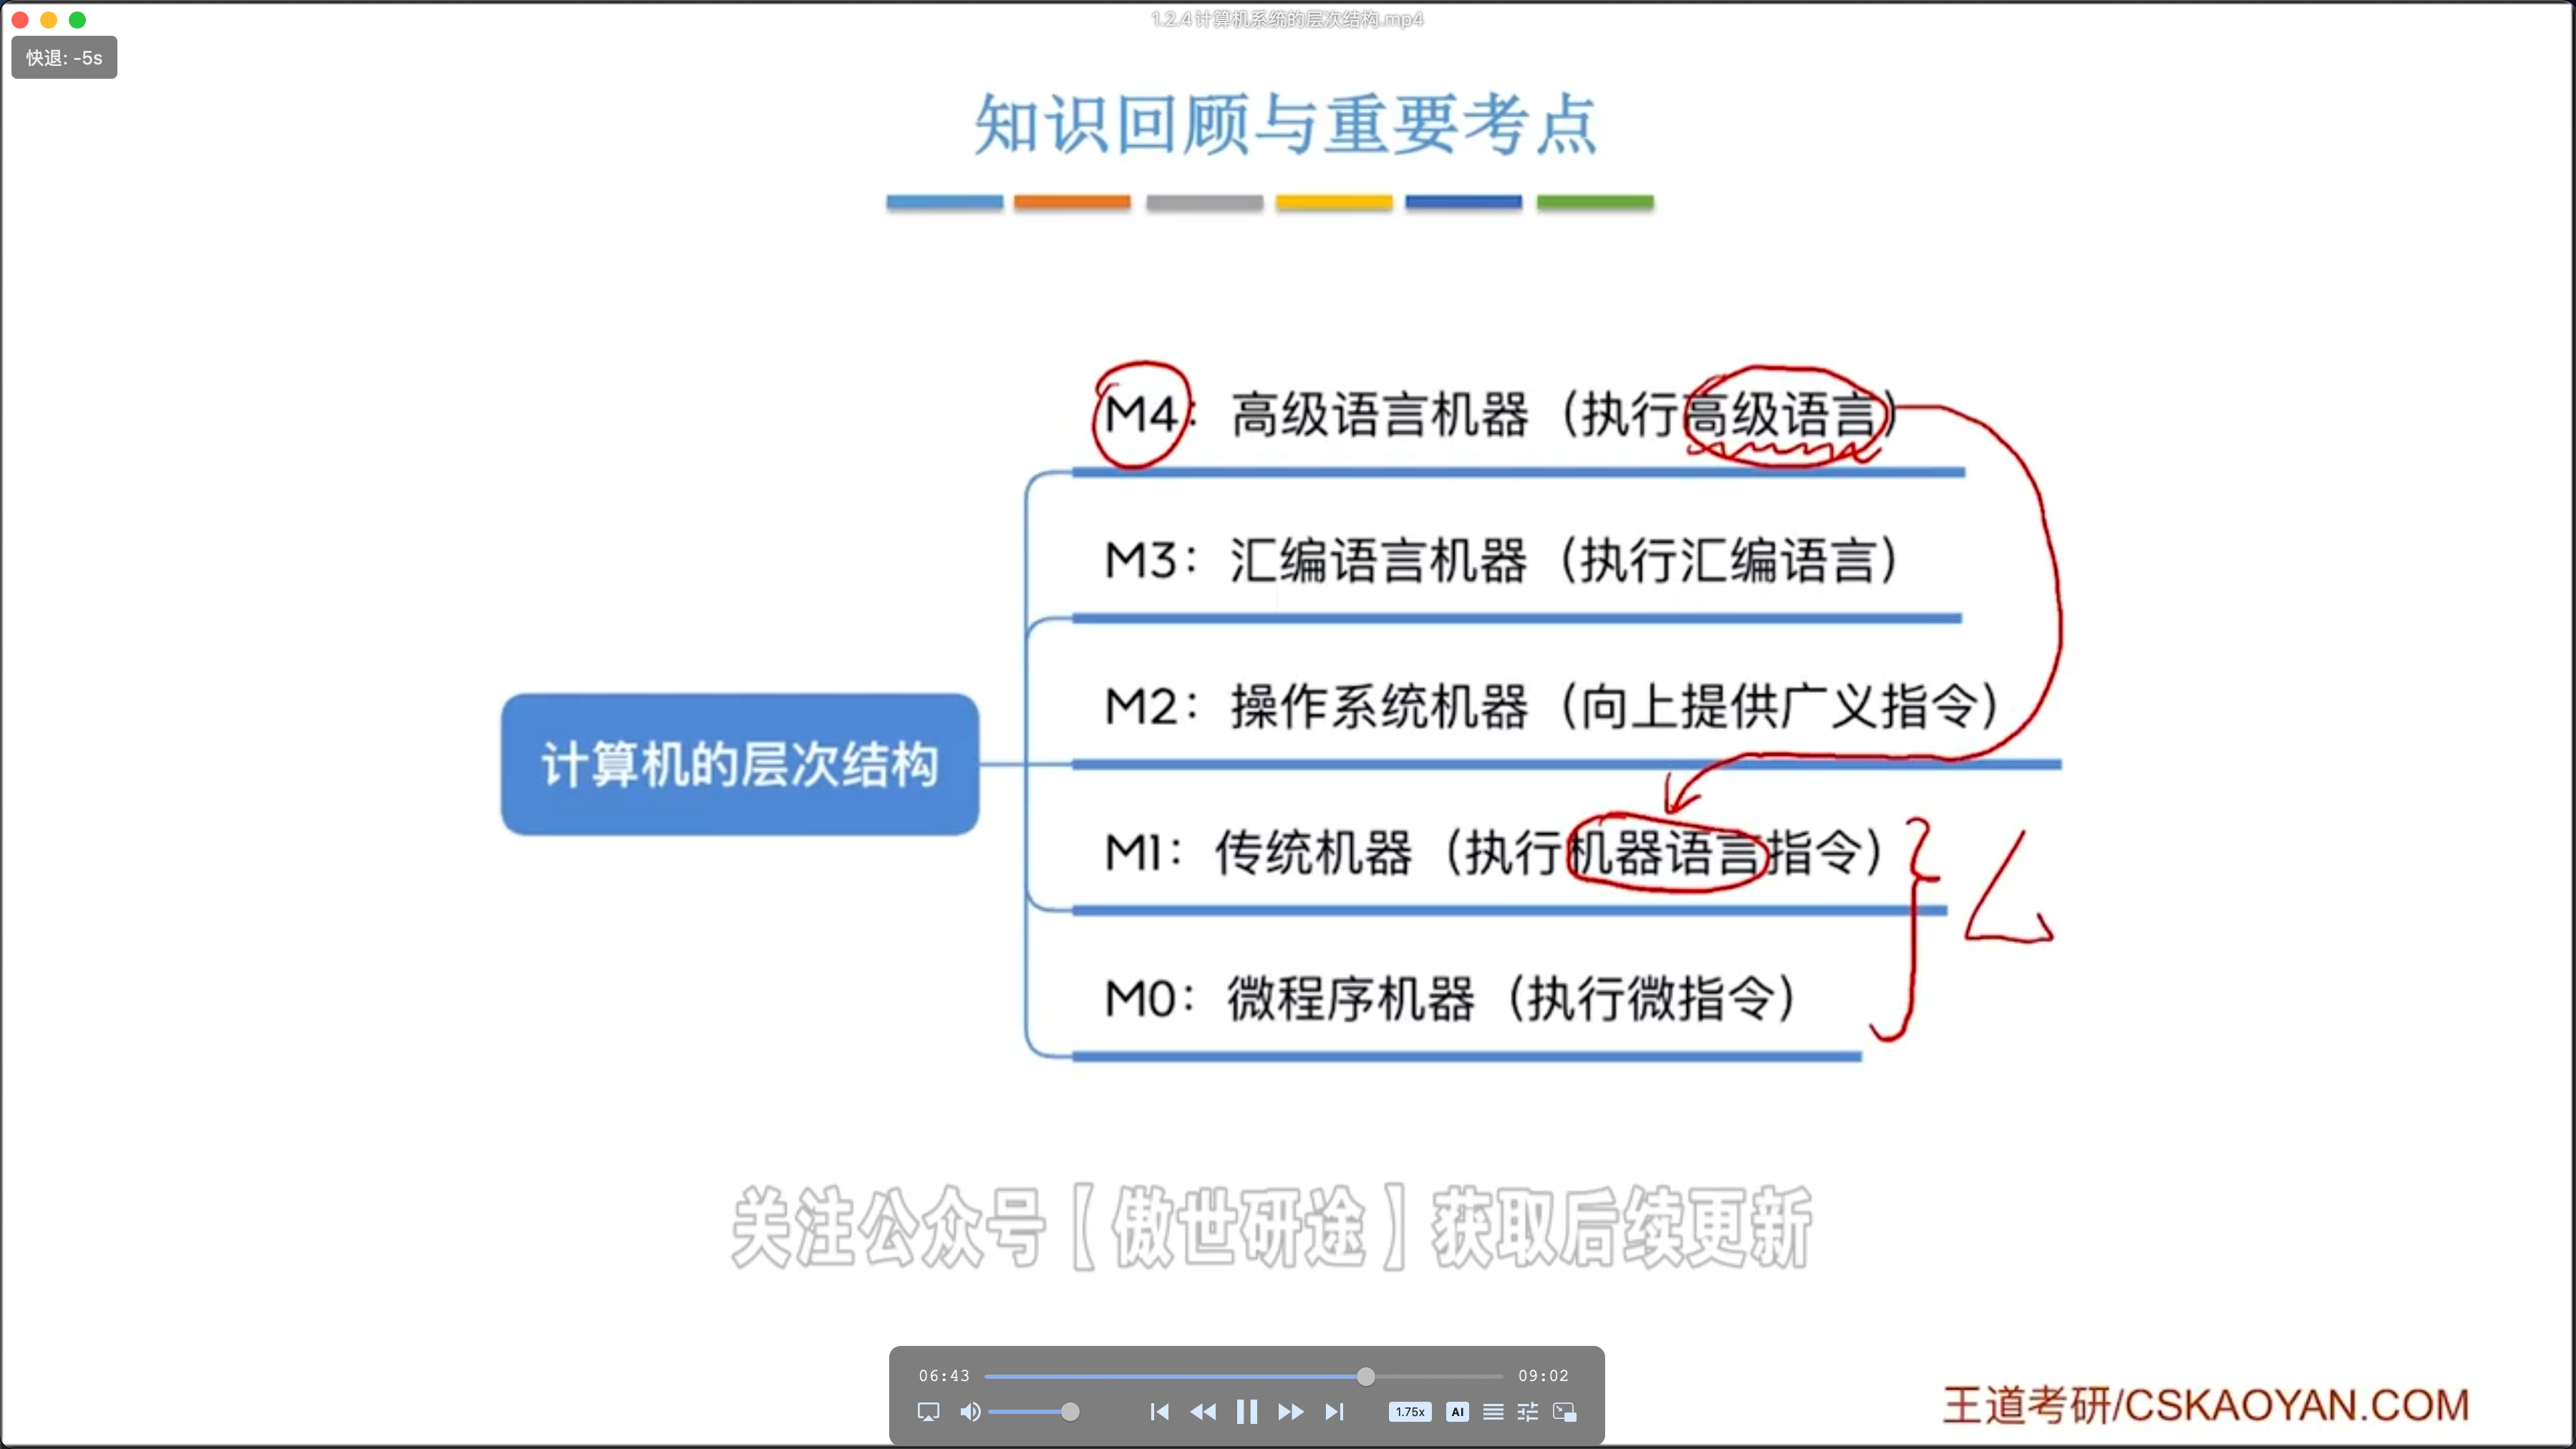 1.2.4 计算机系统的层次结构.mp4
快退: -5s
知识回顾与重要考点
M4：高级语言机器（执行高级语言）
M3：汇编语言机器（执行汇编语言）
M2：操作系统机器（向上提供广义指令）
计算机的层次结构
M1：传统机器（执行机器语言指令）
M0：微程序机器（执行微指令）
关注公众号【傲世研途】获取后续更新
06:43
09:02
1.75x
AI
王道考研/CSKAOYAN.COM